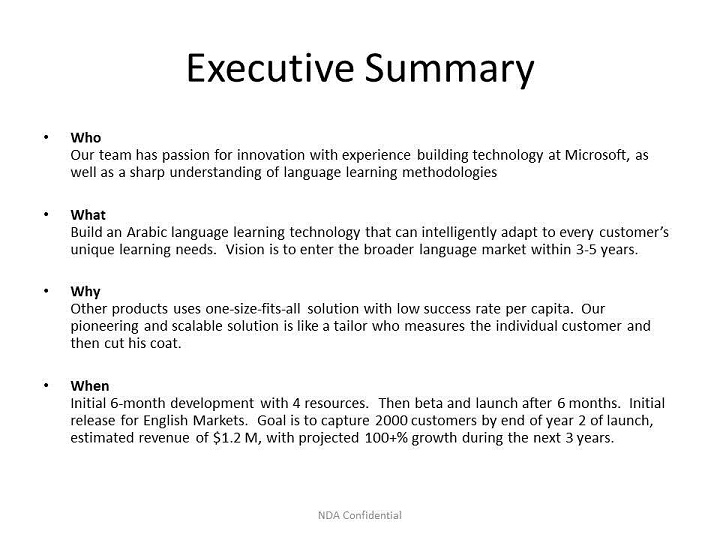 Executive Summary
• Who
Our team has passion for innovation with experience building technology at Microsoft, as
well as a sharp understanding of language learning methodologies
• What
Build an Arabic language learning technology that can intelligently adapt to every customer’s
unique learning needs. Vision is to enter the broader language market within 3-5 years.
• Why
Other products uses one-size-fits-all solution with low success rate per capita. Our
pioneering and scalable solution is like a tailor who measures the individual customer and
then cut his coat.
• When
Initial 6-month development with 4 resources. Then beta and launch after 6 months. Initial
release for English Markets. Goal is to capture 2000 customers by end of year 2 of launch,
estimated revenue of $1.2 M, with projected 100+% growth during the next 3 years.
NDA Confidential